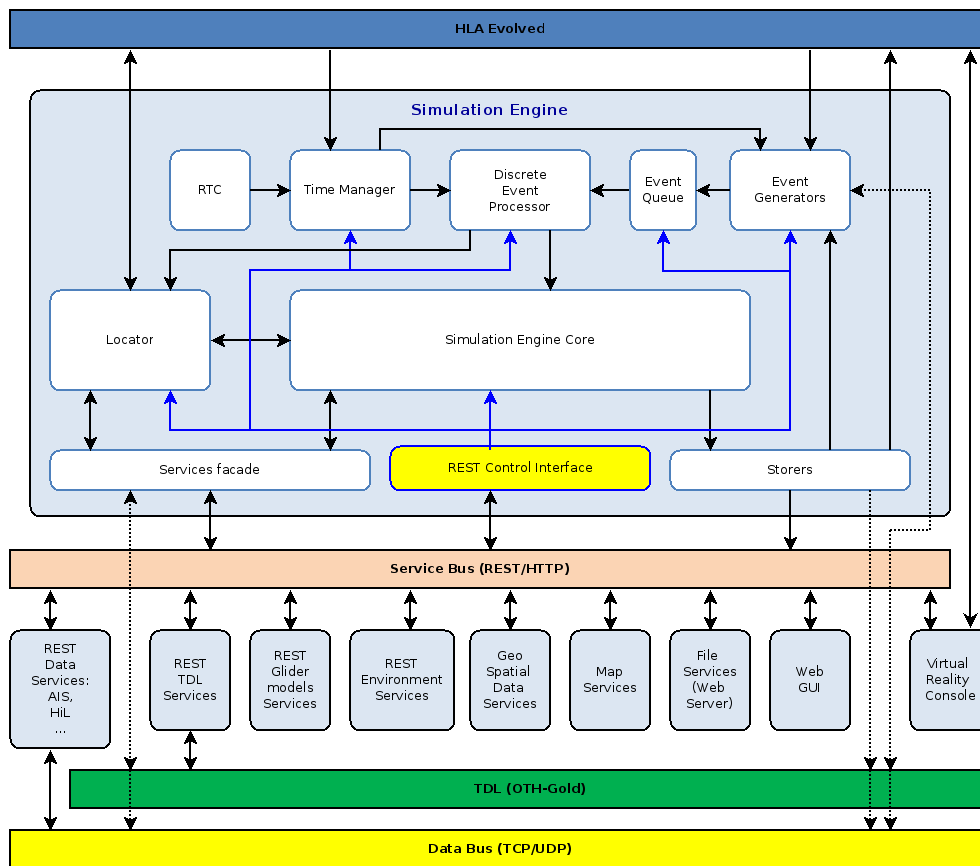 HLA Evolved
Simulation Engine
RTC
Time Manager
Discrete
Event
Processor
Event
Queue
Event
Generators
Locator
Simulation Engine Core
Services facade
REST Control Interface
Storers
Service Bus (REST/HTTP)
REST
Data
Services:
AIS,
HiL
...
REST
TDL
Services
REST
Glider
models
Services
REST
Environment
Services
Geo
Spatial
Data
Services
Map
Services
File
Services
(Web
Server)
Web
GUI
Virtual
Reality
Console
TDL (OTH-Gold)
Data Bus (TCP/UDP)